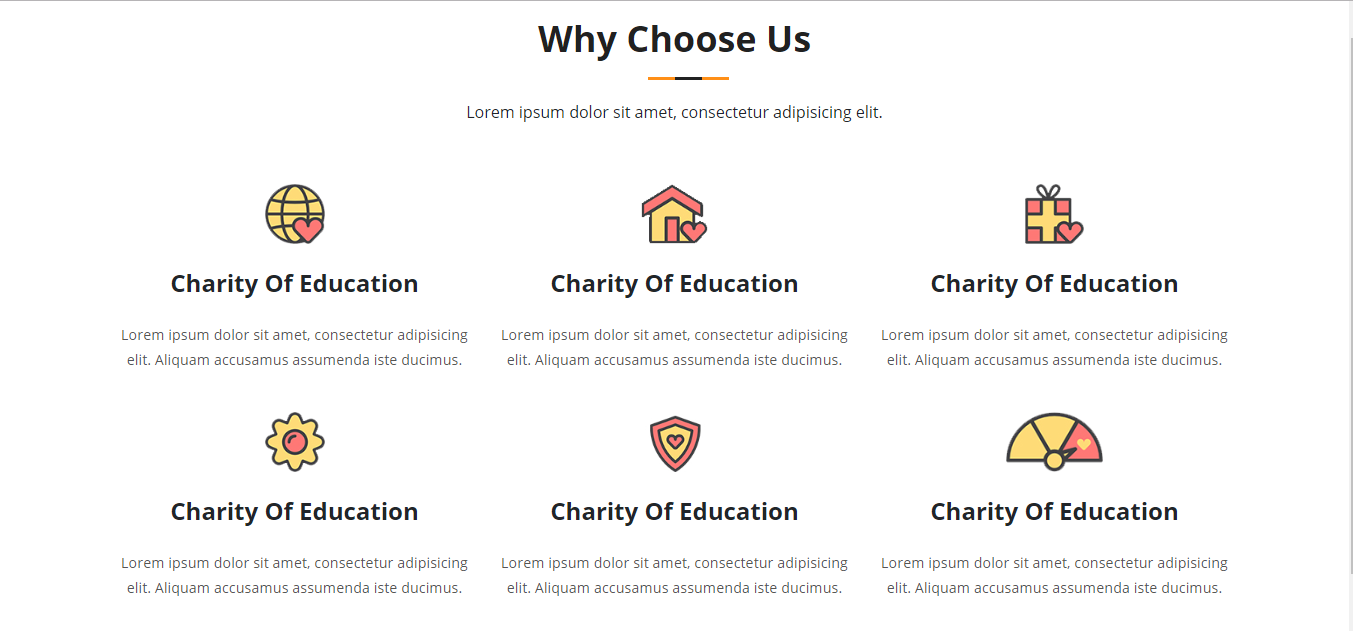 Why Choose Us
Lorem ipsum dolor sit amet, consectetur adipisicing elit.
Charity Of Education
Lorem ipsum dolor sit amet, consectetur adipisicing
elit. Aliquam accusamus assumenda iste ducimus.
Charity Of Education
Lorem ipsum dolor sit amet, consectetur adipisicing
elit. Aliquam accusamus assumenda iste ducimus.
Charity Of Education
Lorem ipsum dolor sit amet, consectetur adipisicing
elit. Aliquam accusamus assumenda iste ducimus.
Charity Of Education
Lorem ipsum dolor sit amet, consectetur adipisicing
elit. Aliquam accusamus assumenda iste ducimus.
Charity Of Education
Lorem ipsum dolor sit amet, consectetur adipisicing
elit. Aliquam accusamus assumenda iste ducimus.
Charity Of Education
Lorem ipsum dolor sit amet, consectetur adipisicing
elit. Aliquam accusamus assumenda iste ducimus.